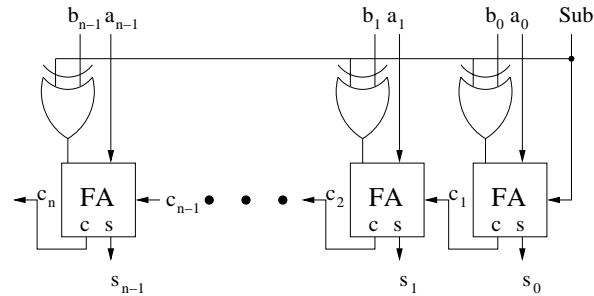 b_{n−1} a_{n−1} b_1 a_1 b_0 a_0 Sub
c_n FA c_{n−1} c_2 FA c_1 FA
c s c s c s
s_{n−1} s_1 s_0